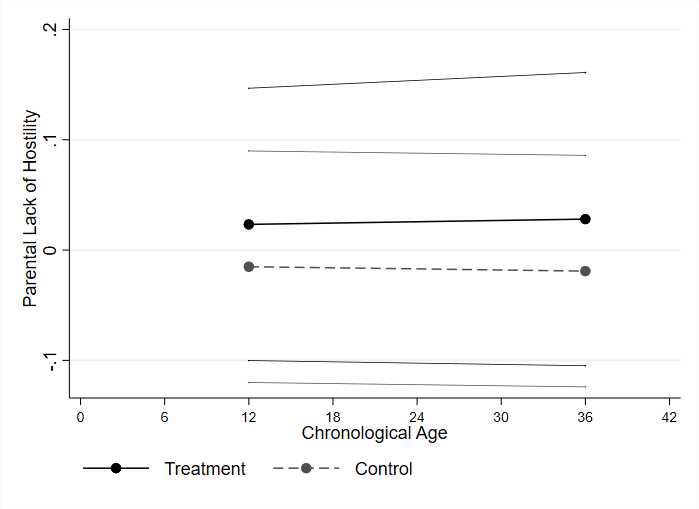 .2
.1
0
-.1
Parental Lack of Hostility
0 6 12 18 24 30 36 42
Chronological Age
Treatment Control